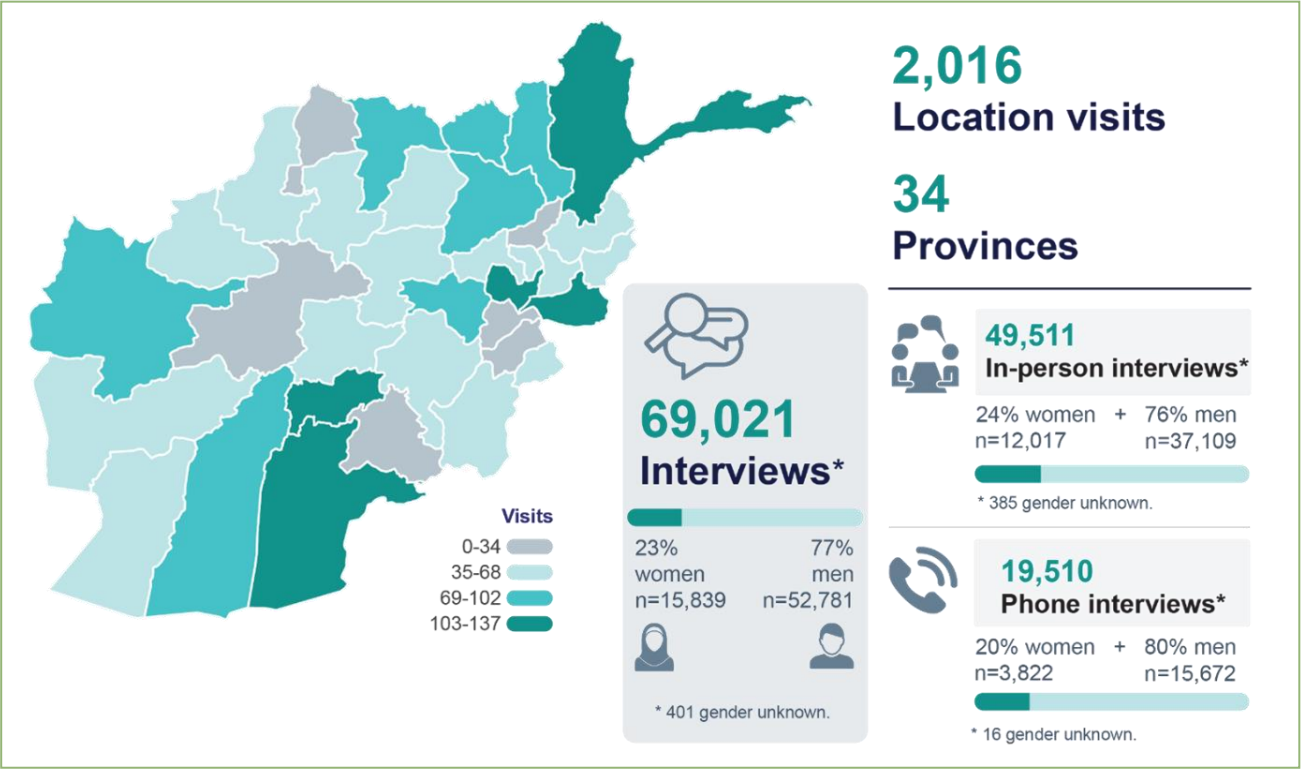 2,016
Location visits
34
Provinces
69,021
Interviews*
23%
women
n=15,839
77%
men
n=52,781
* 401 gender unknown.
49,511
In-person interviews*
24% women + 76% men
n=12,017 n=37,109
* 385 gender unknown.
19,510
Phone interviews*
20% women + 80% men
n=3,822 n=15,672
* 16 gender unknown.
Visits
0-34
35-68
69-102
103-137